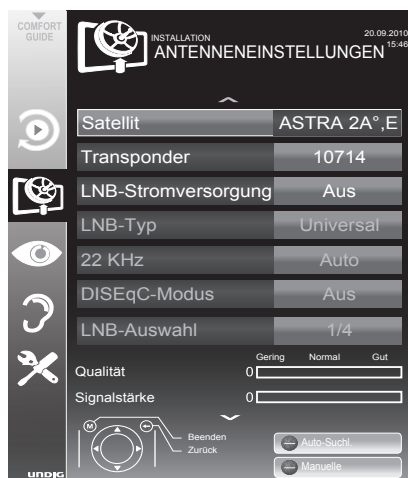 COMFORT
GUIDE
INSTALLATION
ANTENNENEINSTELLUNGEN
20.09.2010
15:46
Satellit ASTRA 2A°,E
Transponder 10714
LNB-Stromversorgung Aus
LNB-Typ Universal
22 KHz Auto
DISEqC-Modus Aus
LNB-Auswahl 1/4
Gering Normal Gut
Qualität 0
Signalstärke 0
M
Beenden
Zurück
Auto-Suchl.
Manuelle
UNDIG